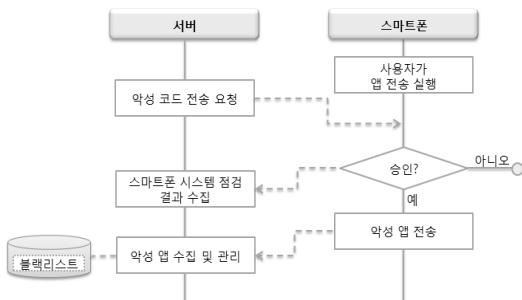 서버
스마트폰
사용자가
앱 전송 실행
악성 코드 전송 요청
승인?
아니오
스마트폰 시스템 점검
결과 수집
예
악성 앱 전송
악성 앱 수집 및 관리
블랙리스트